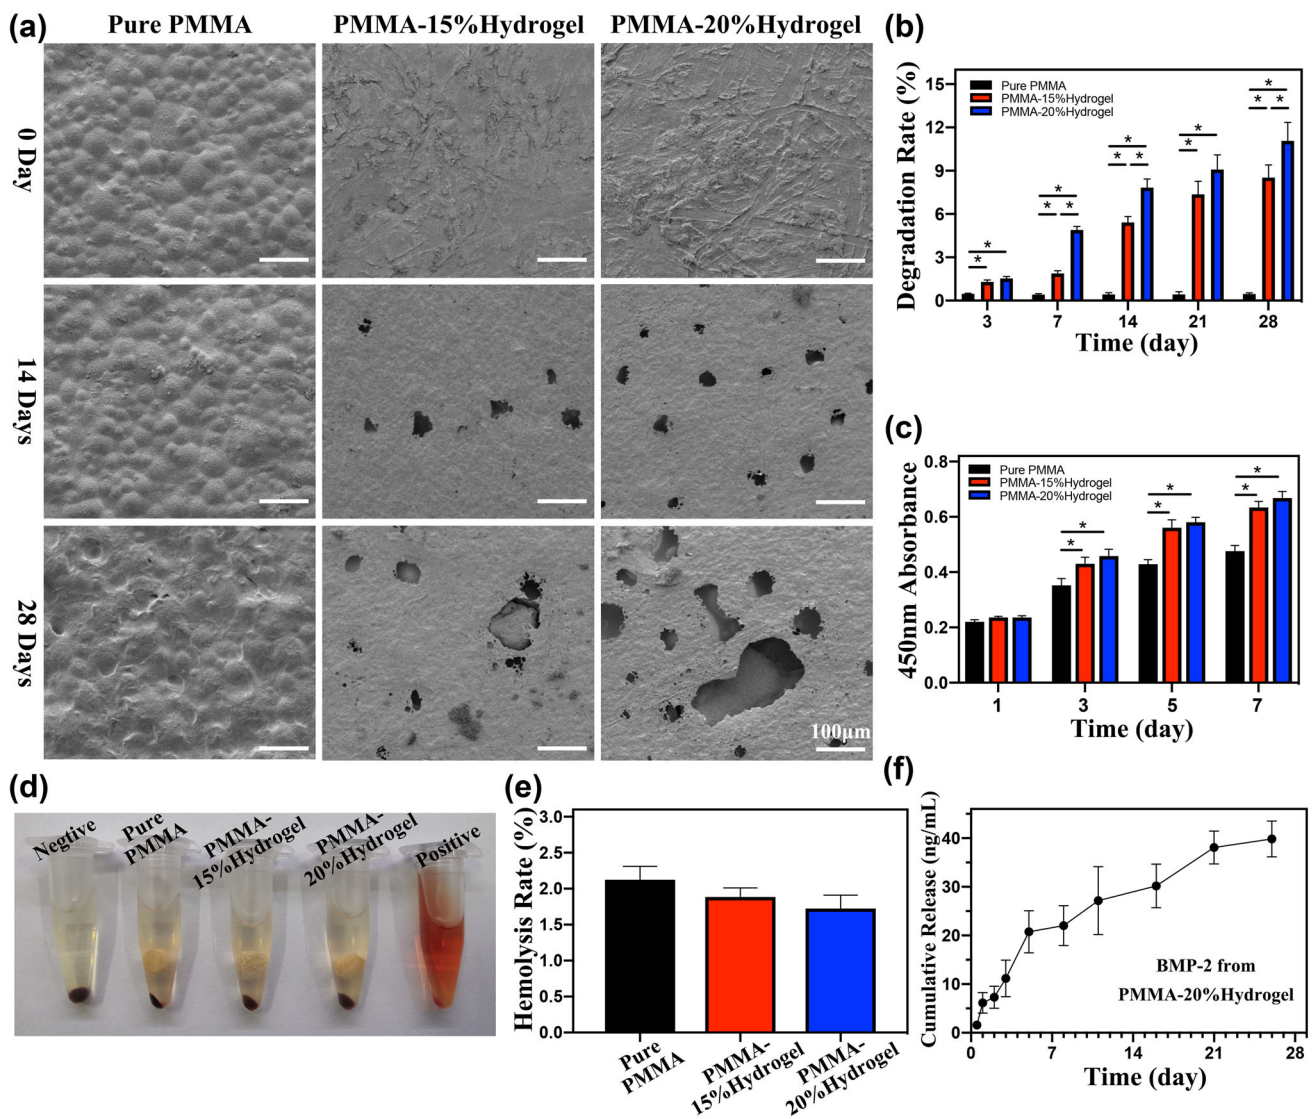 (a)
Pure PMMA
PMMA-15%Hydrogel
PMMA-20%Hydrogel
0 Day
14 Days
28 Days
100μm
(b)
Degradation Rate (%)
15
12
9
6
3
0
Pure PMMA
PMMA-15%Hydrogel
PMMA-20%Hydrogel
* * *
* * *
* * *
* *
* *
3 7 14 21 28
Time (day)
(c)
450nm Absorbance
0.8
0.6
0.4
0.2
0.0
Pure PMMA
PMMA-15%Hydrogel
PMMA-20%Hydrogel
* *
* *
* *
1 3 5 7
Time (day)
(d)
Negtive
Pure
PMMA
PMMA-
15%Hydrogel
PMMA-
20%Hydrogel
Positive
(e)
Hemolysis Rate (%)
3.0
2.5
2.0
1.5
1.0
0.5
0.0
Pure
PMMA
PMMA-
15%Hydrogel
PMMA-
20%Hydrogel
(f)
Cumulative Release (ng/mL)
40
30
20
10
0
BMP-2 from
PMMA-20%Hydrogel
0 7 14 21 28
Time (day)